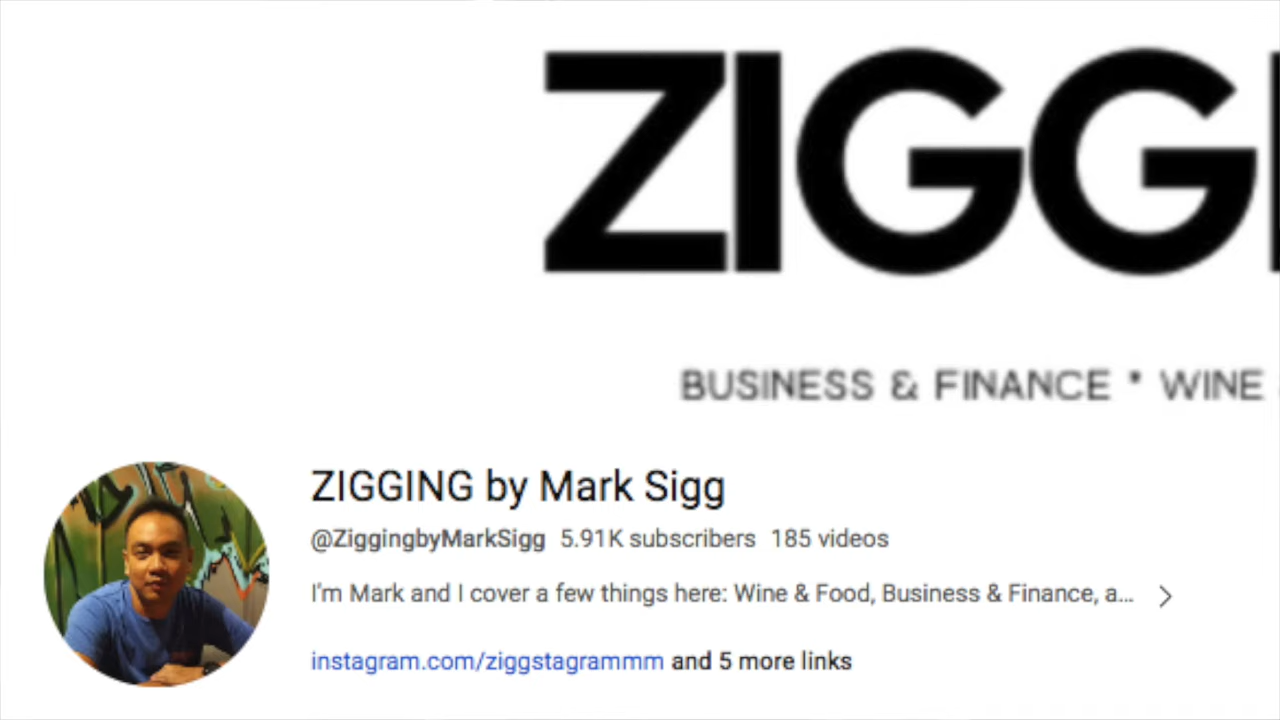 ZIGG
BUSINESS & FINANCE * WINE
ZIGGING by Mark Sigg
@ZiggingbyMarkSigg 5.91K subscribers 185 videos
I'm Mark and I cover a few things here: Wine & Food, Business & Finance, a...
instagram.com/ziggstagrammm and 5 more links